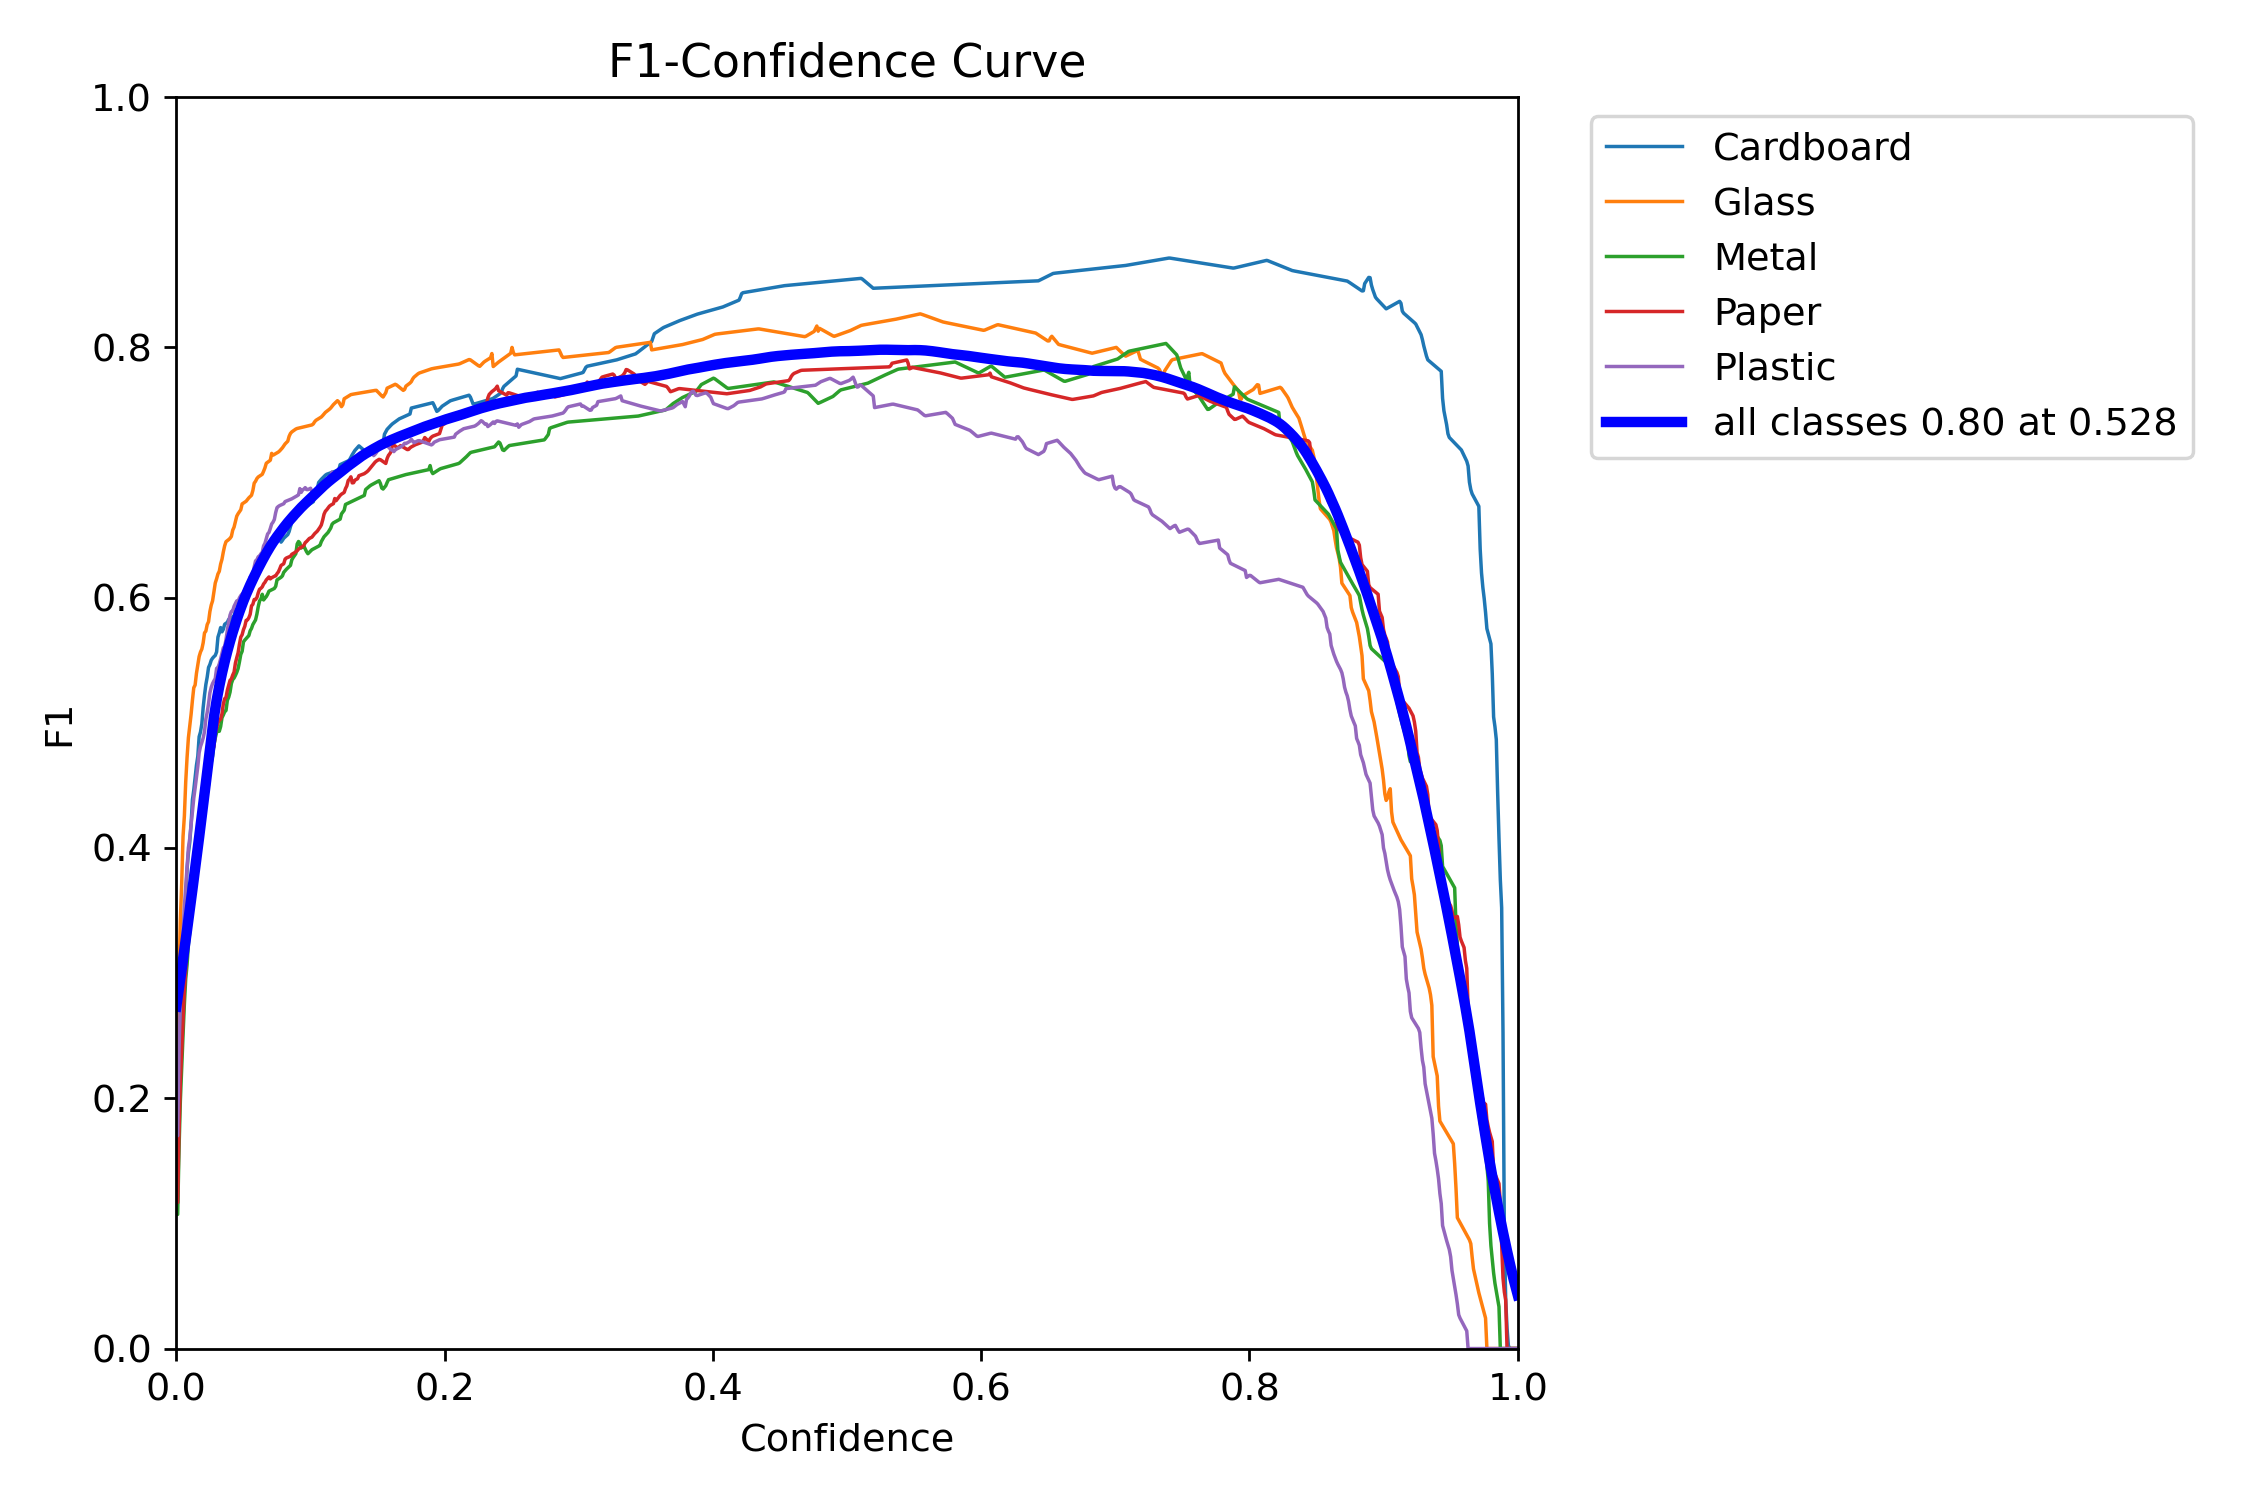 F1-Confidence Curve
1.0
0.8
0.6
0.4
0.2
0.0
F1
0.0 0.2 0.4 0.6 0.8 1.0
Confidence
Cardboard
Glass
Metal
Paper
Plastic
all classes 0.80 at 0.528